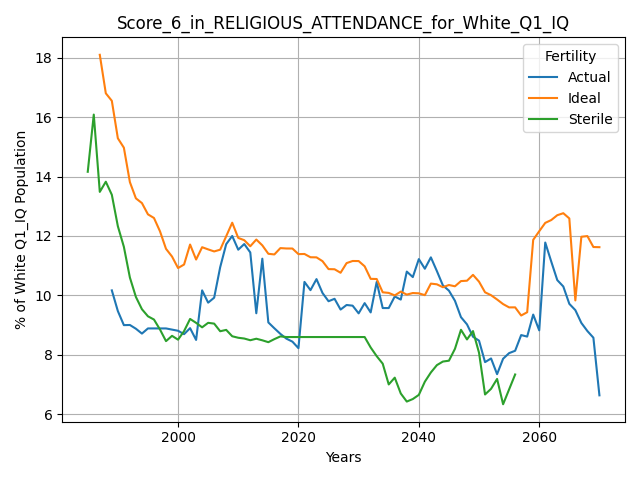 Score_6_in_RELIGIOUS_ATTENDANCE_for_White_Q1_IQ
% of White Q1_IQ Population
18
16
14
12
10
8
6
Fertility
Actual
Ideal
Sterile
2000
2020
2040
2060
Years